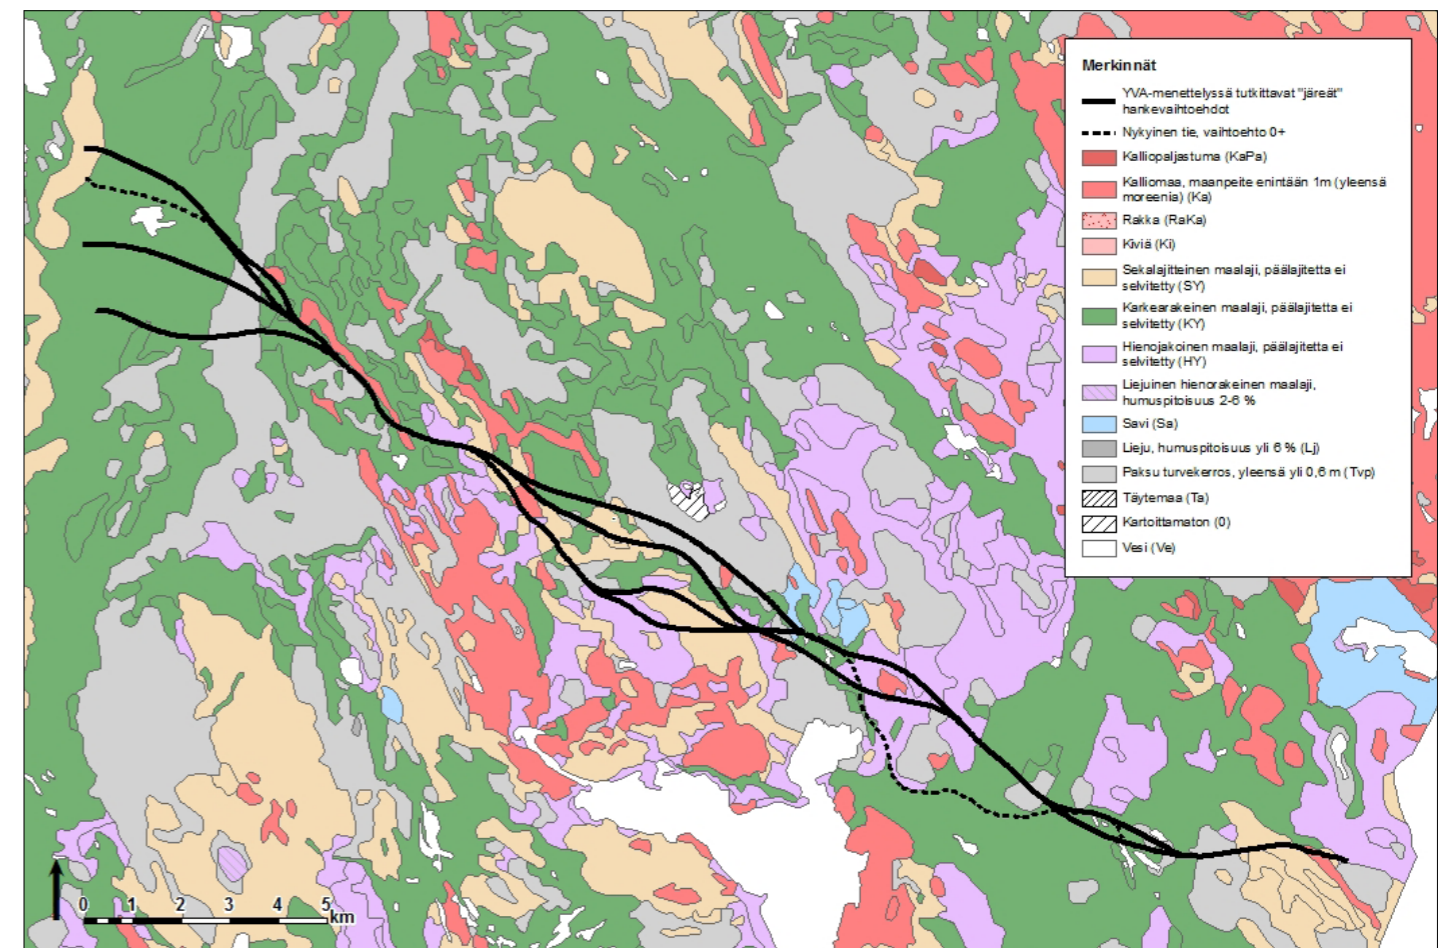 Merkinnät
YVA-menettelyssä tutkittavat "järeät"
hankevaihtoehdot
Nykyinen tie, vaihtoehto 0+
Kalliopaljastuma (KaPa)
Kalliomaa, maanpeite enintään 1m (yleensä
moreenia) (Ka)
Rakka (RaKa)
Kiviä (Ki)
Sekalajitteinen maalaji, päälajitetta ei
selvitetty (SY)
Karkearakeinen maalaji, päälajitetta ei
selvitetty (KY)
Hienojakoinen maalaji, päälajitetta ei
selvitetty (HY)
Liejuinen hienorakeinen maalaji,
humuspitoisuus 2-6 %
Savi (Sa)
Lieju, humuspitoisuus yli 6 % (Lj)
Paksu turvekerros, yleensä yli 0,6 m (Tvp)
Täytemaa (Ta)
Kartoittamaton (0)
Vesi (Ve)
0 1 2 3 4 5
km